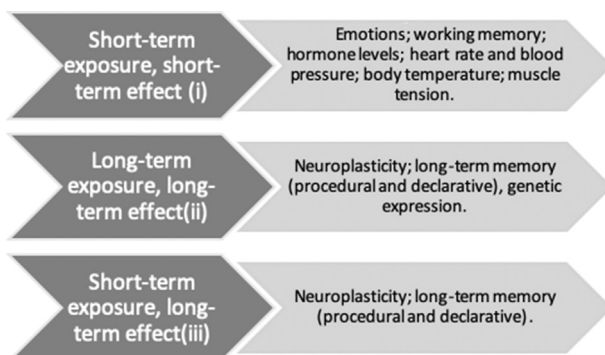 Short-term
exposure, short-
term effect (i)
Emotions; working memory;
hormone levels; heart rate and blood
pressure; body temperature; muscle
tension.
Long-term
exposure, long-
term effect(ii)
Neuroplasticity; long-term memory
(procedural and declarative), genetic
expression.
Short-term
exposure, long-
term effect(iii)
Neuroplasticity; long-term memory
(procedural and declarative).